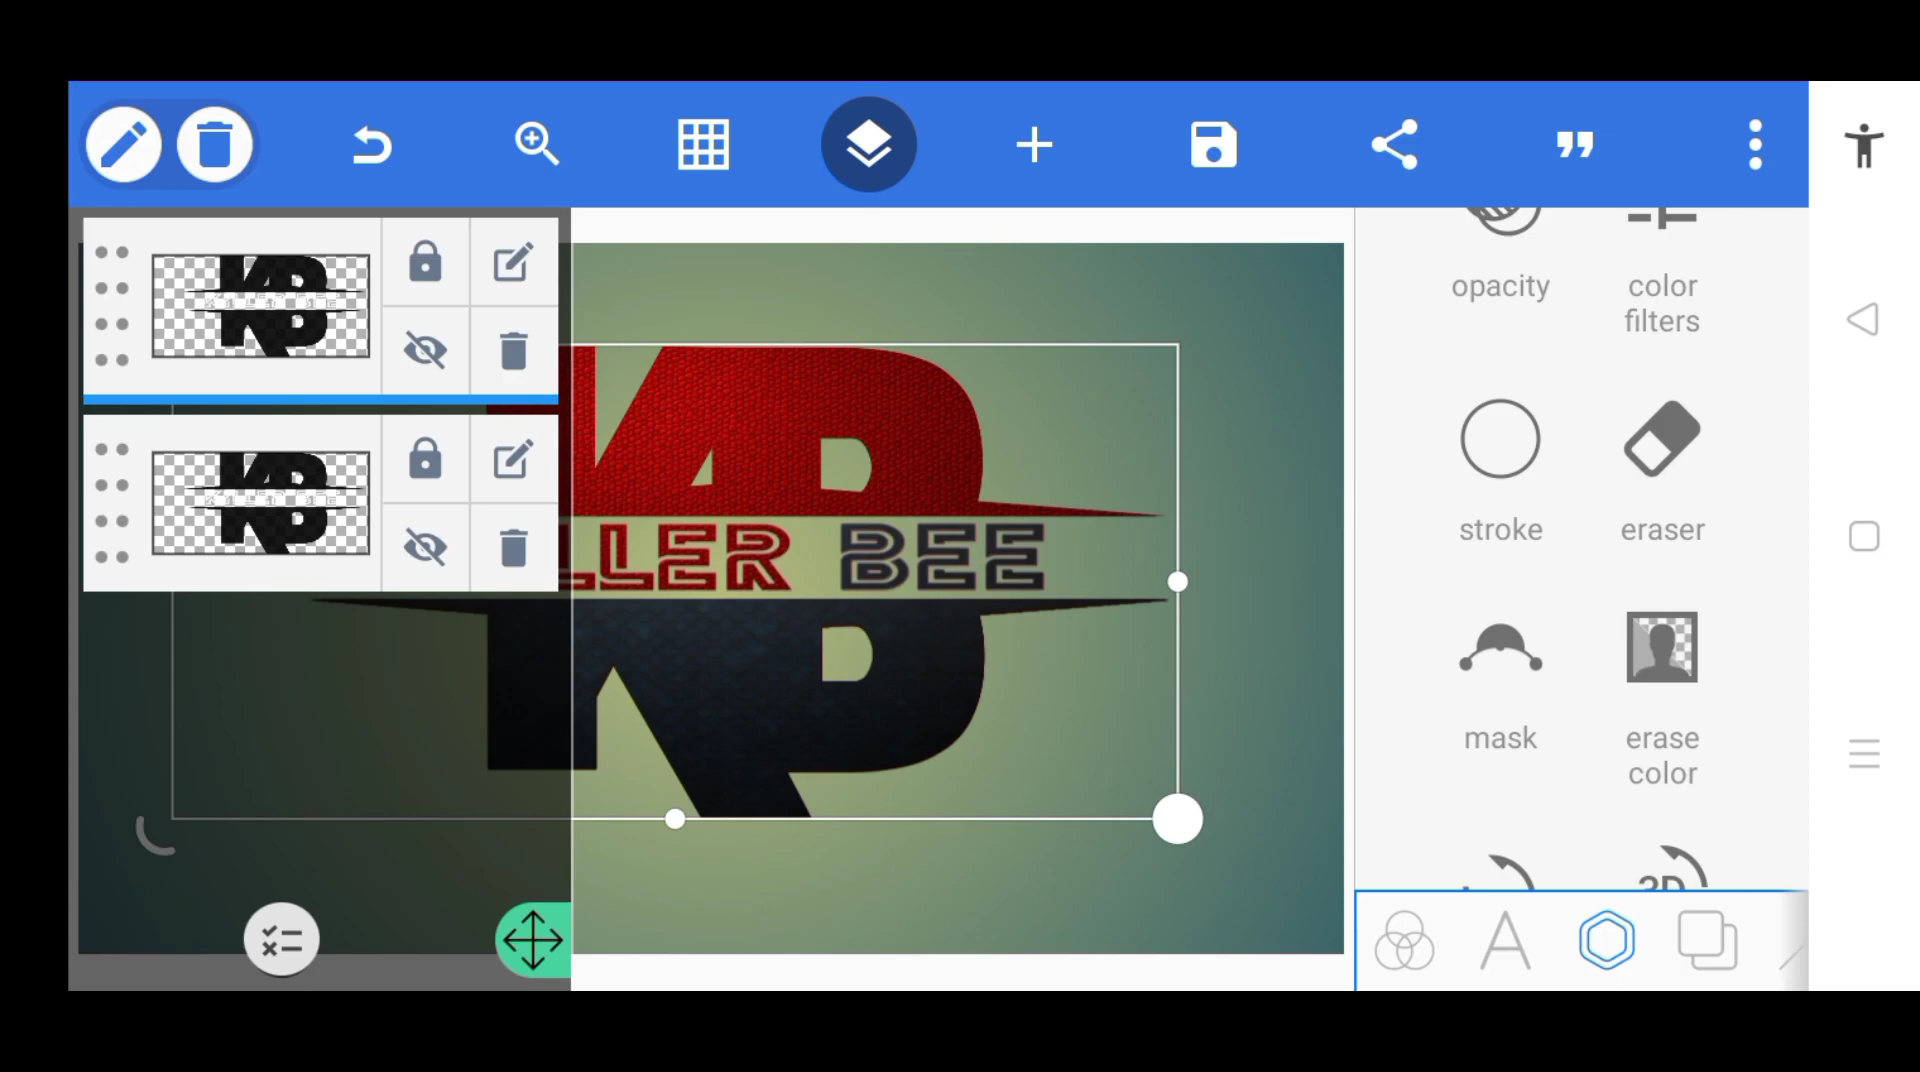 opacity
color
filters
LLER BEE
stroke
eraser
mask
erase
color
3D